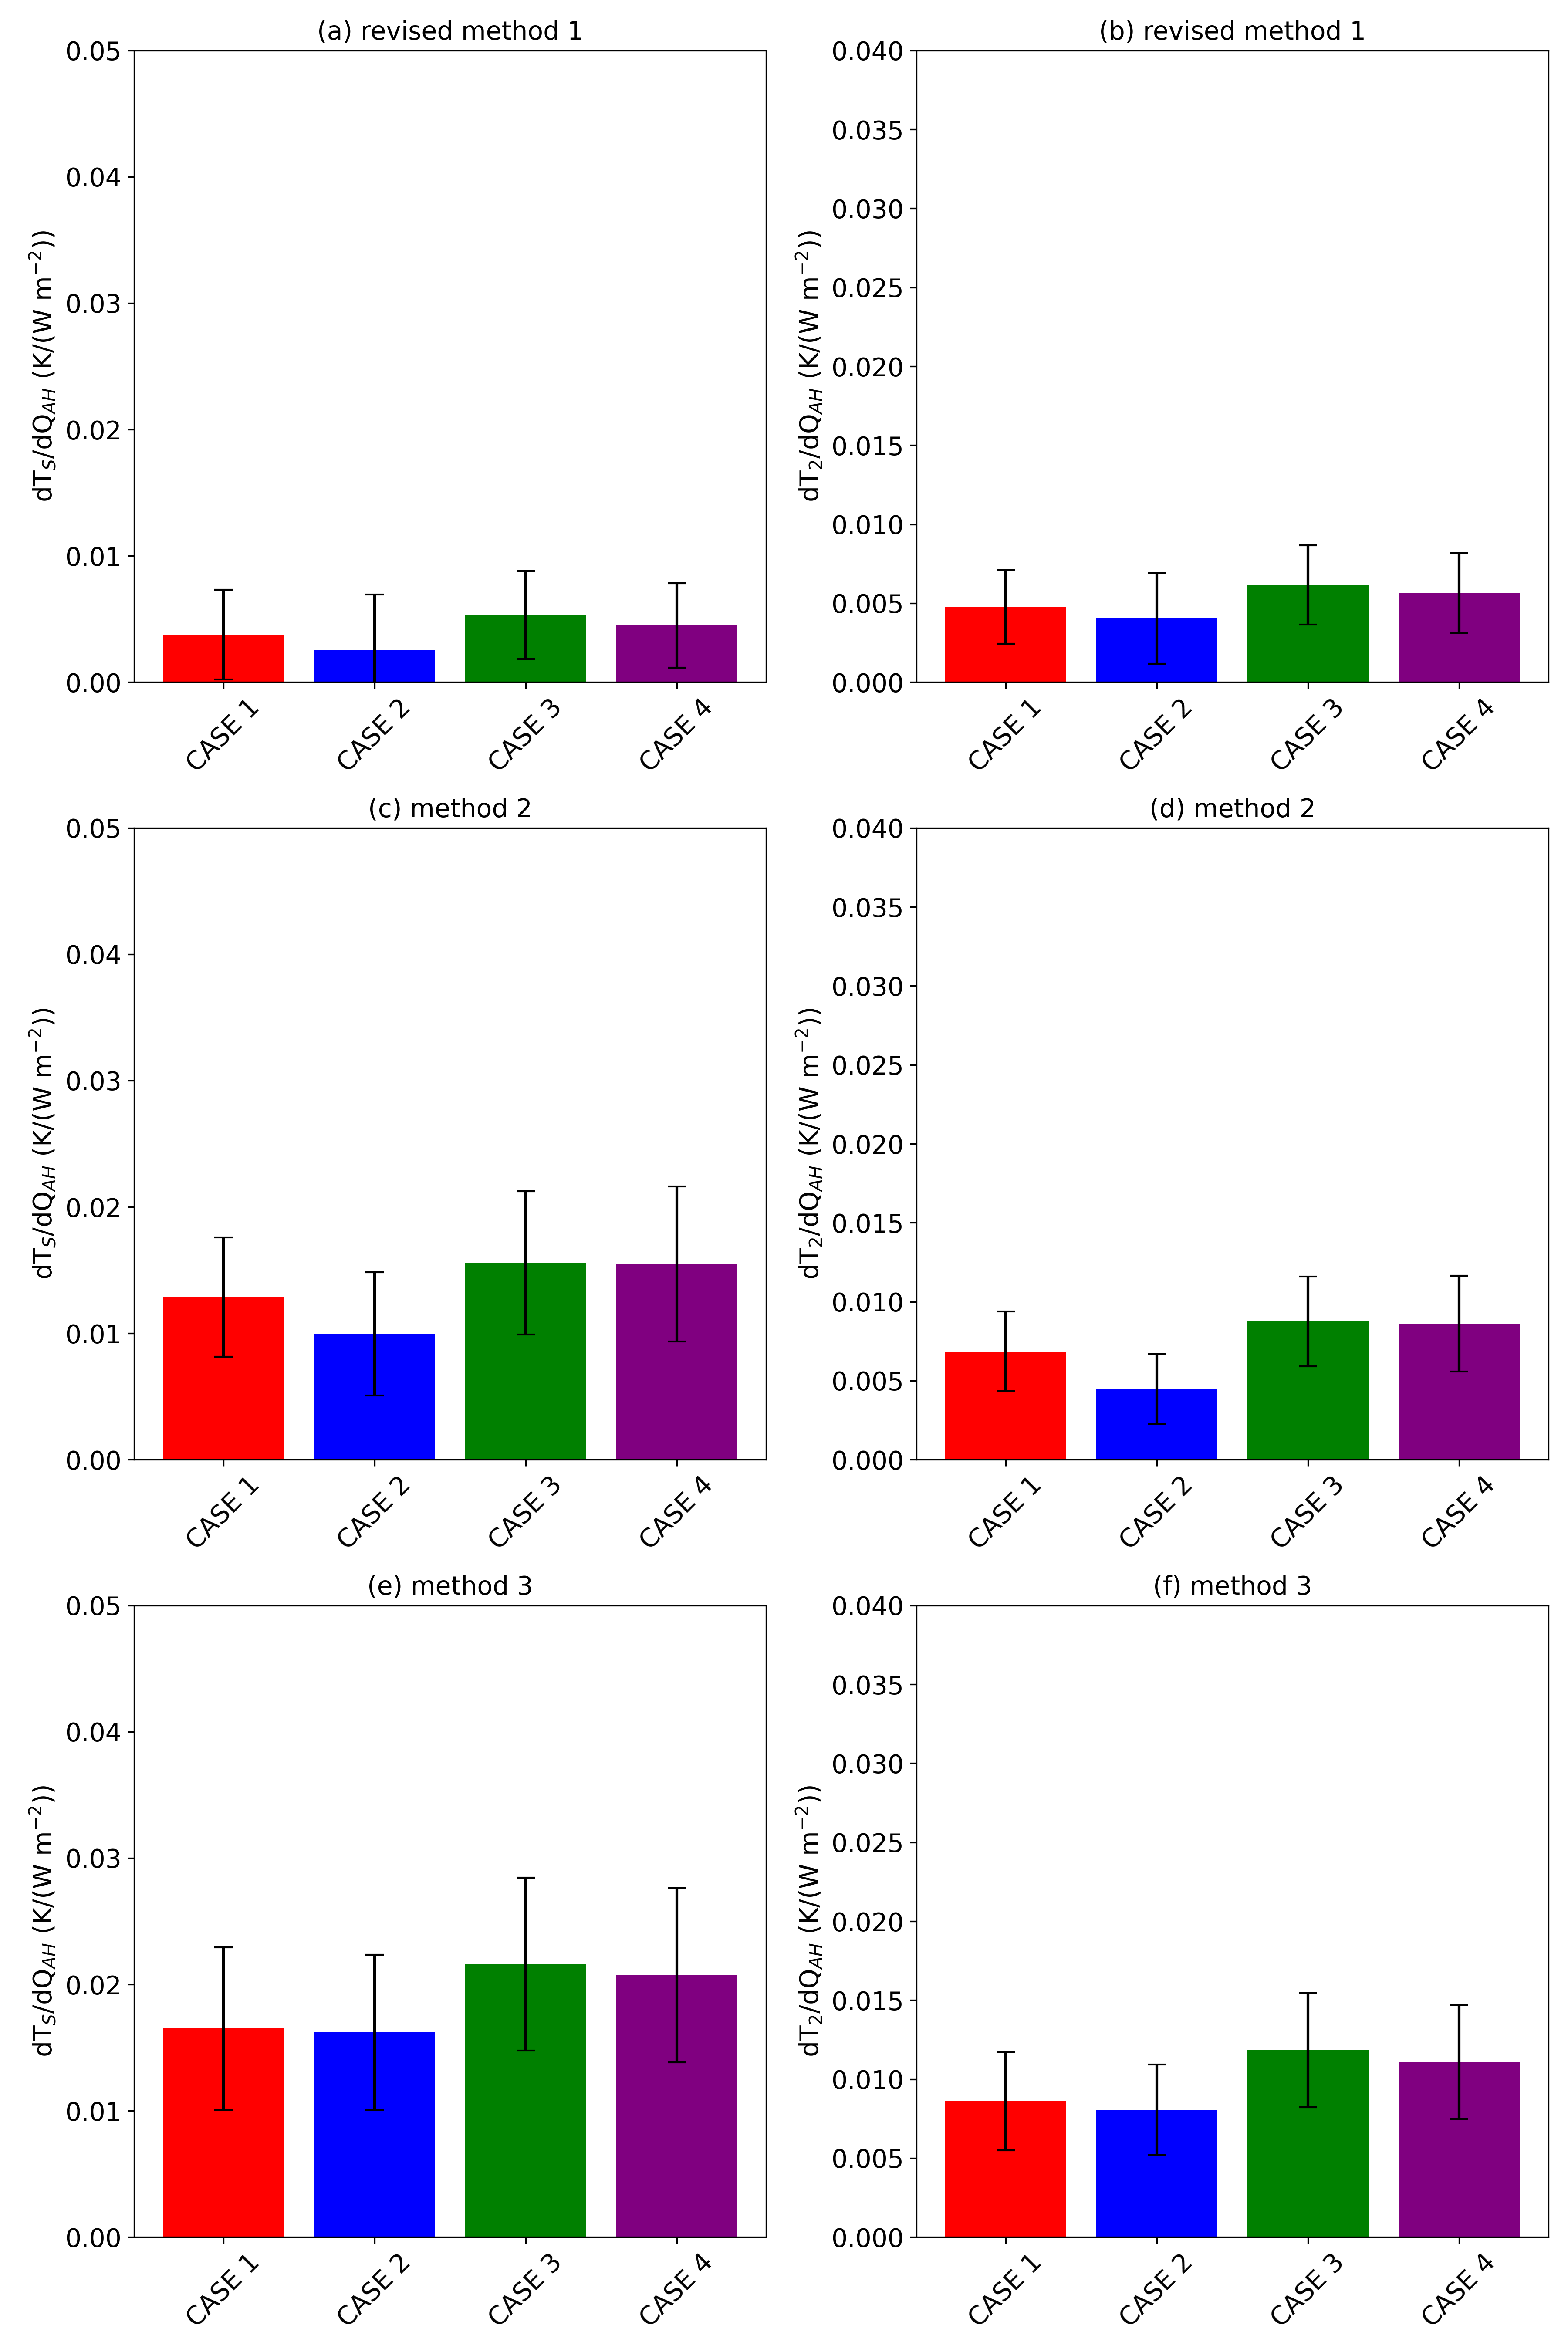 (a) revised method 1
dT_S/dQ_AH (K/(W m⁻²))
0.05
0.04
0.03
0.02
0.01
0.00
CASE 1
CASE 2
CASE 3
CASE 4
(b) revised method 1
dT₂/dQ_AH (K/(W m⁻²))
0.040
0.035
0.030
0.025
0.020
0.015
0.010
0.005
0.000
CASE 1
CASE 2
CASE 3
CASE 4
(c) method 2
dT_S/dQ_AH (K/(W m⁻²))
0.05
0.04
0.03
0.02
0.01
0.00
CASE 1
CASE 2
CASE 3
CASE 4
(d) method 2
dT₂/dQ_AH (K/(W m⁻²))
0.040
0.035
0.030
0.025
0.020
0.015
0.010
0.005
0.000
CASE 1
CASE 2
CASE 3
CASE 4
(e) method 3
dT_S/dQ_AH (K/(W m⁻²))
0.05
0.04
0.03
0.02
0.01
0.00
CASE 1
CASE 2
CASE 3
CASE 4
(f) method 3
dT₂/dQ_AH (K/(W m⁻²))
0.040
0.035
0.030
0.025
0.020
0.015
0.010
0.005
0.000
CASE 1
CASE 2
CASE 3
CASE 4